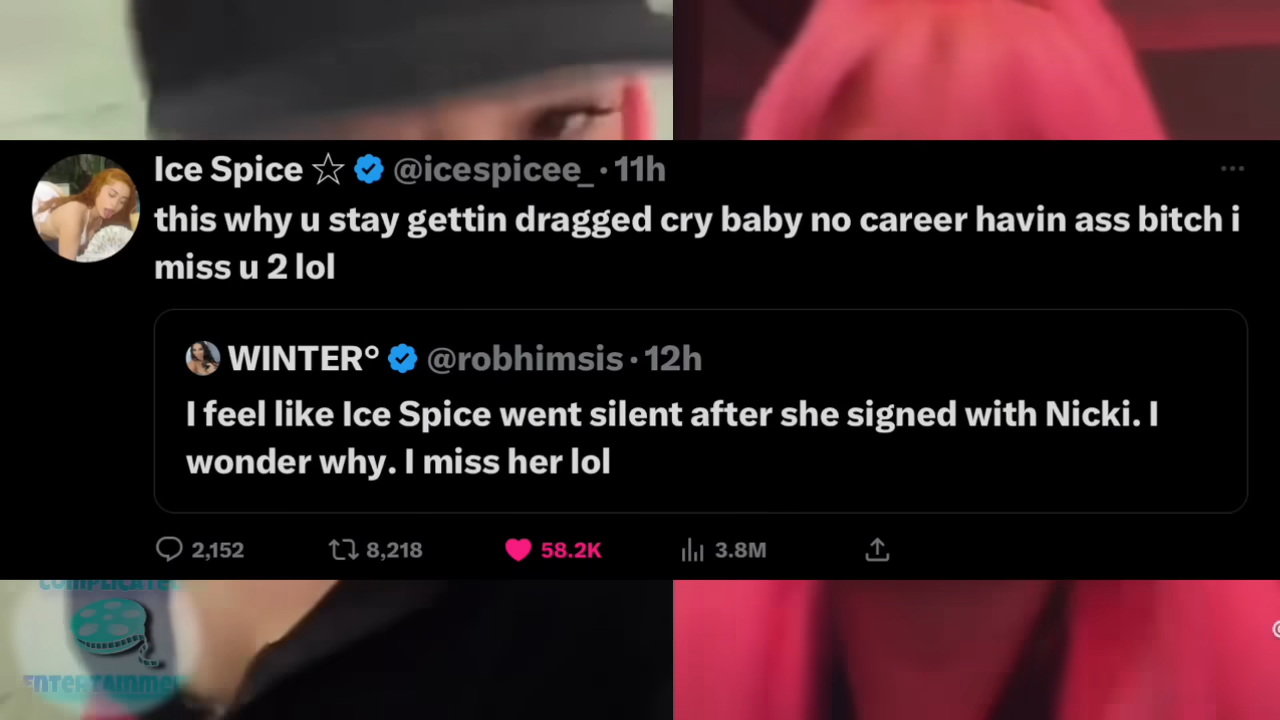 Ice Spice ☆ @icespicee_ · 11h
this why u stay gettin dragged cry baby no career havin ass bitch i
miss u 2 lol
WINTER° @robhimsis · 12h
I feel like Ice Spice went silent after she signed with Nicki. I
wonder why. I miss her lol
2,152 8,218 58.2K 3.8M
ENTERTAINMEN